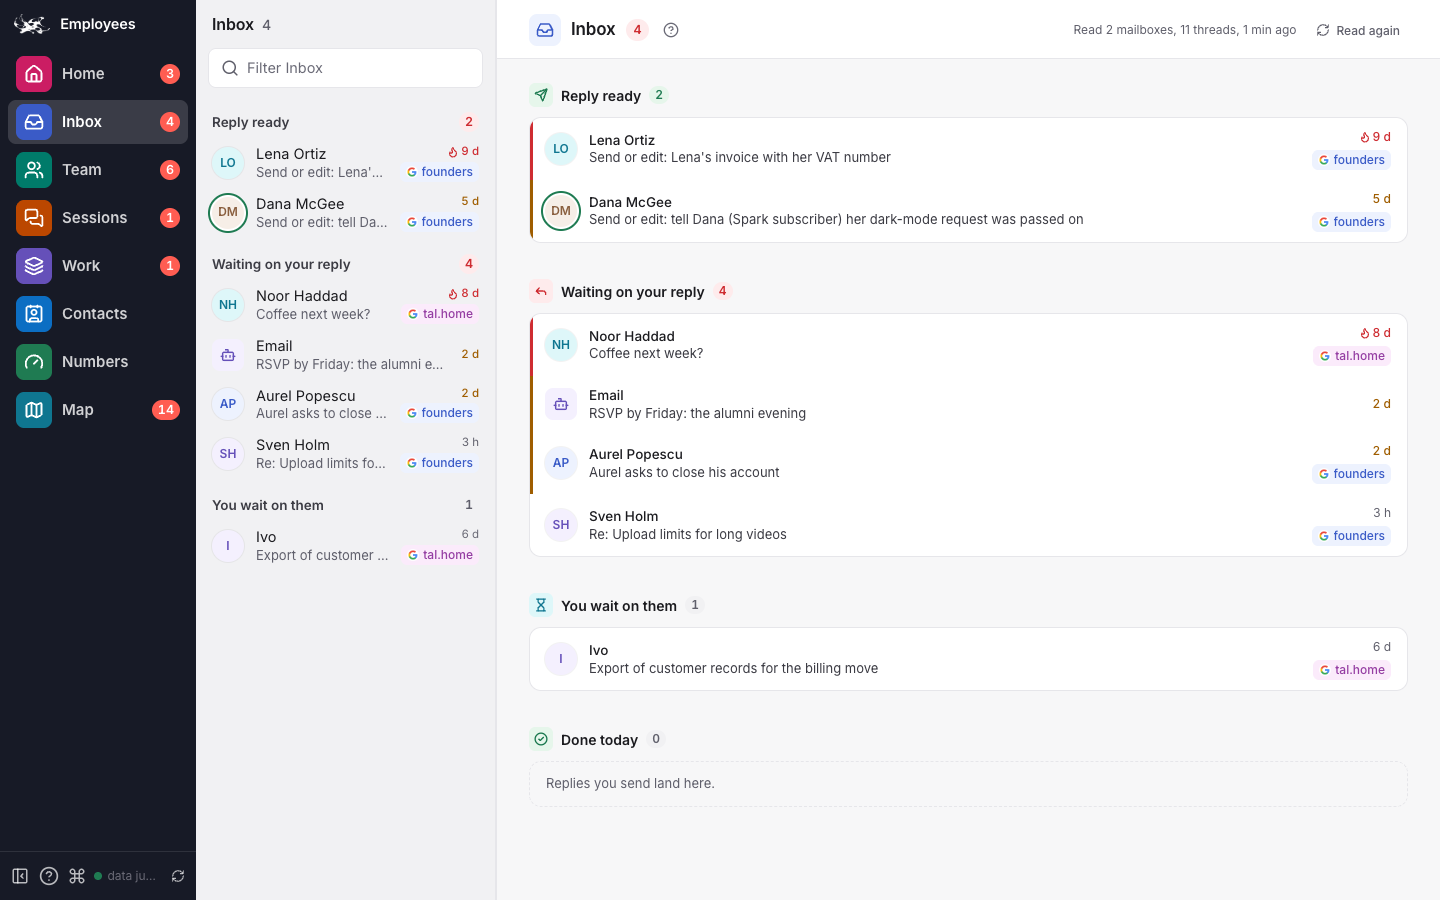 Employees
Home 3
Inbox 4
Team 6
Sessions 1
Work 1
Contacts
Numbers
Map 14
data ju...
Inbox 4
Filter Inbox
Reply ready 2
LO Lena Ortiz 9 d
Send or edit: Lena'... founders
DM Dana McGee 5 d
Send or edit: tell Da... founders
Waiting on your reply 4
NH Noor Haddad 8 d
Coffee next week? tal.home
Email 2 d
RSVP by Friday: the alumni e...
AP Aurel Popescu 2 d
Aurel asks to close ... founders
SH Sven Holm 3 h
Re: Upload limits fo... founders
You wait on them 1
I Ivo 6 d
Export of customer ... tal.home
Inbox 4
Read 2 mailboxes, 11 threads, 1 min ago Read again
Reply ready 2
LO Lena Ortiz 9 d
Send or edit: Lena's invoice with her VAT number founders
DM Dana McGee 5 d
Send or edit: tell Dana (Spark subscriber) her dark-mode request was passed on founders
Waiting on your reply 4
NH Noor Haddad 8 d
Coffee next week? tal.home
Email 2 d
RSVP by Friday: the alumni evening
AP Aurel Popescu 2 d
Aurel asks to close his account founders
SH Sven Holm 3 h
Re: Upload limits for long videos founders
You wait on them 1
I Ivo 6 d
Export of customer records for the billing move tal.home
Done today 0
Replies you send land here.